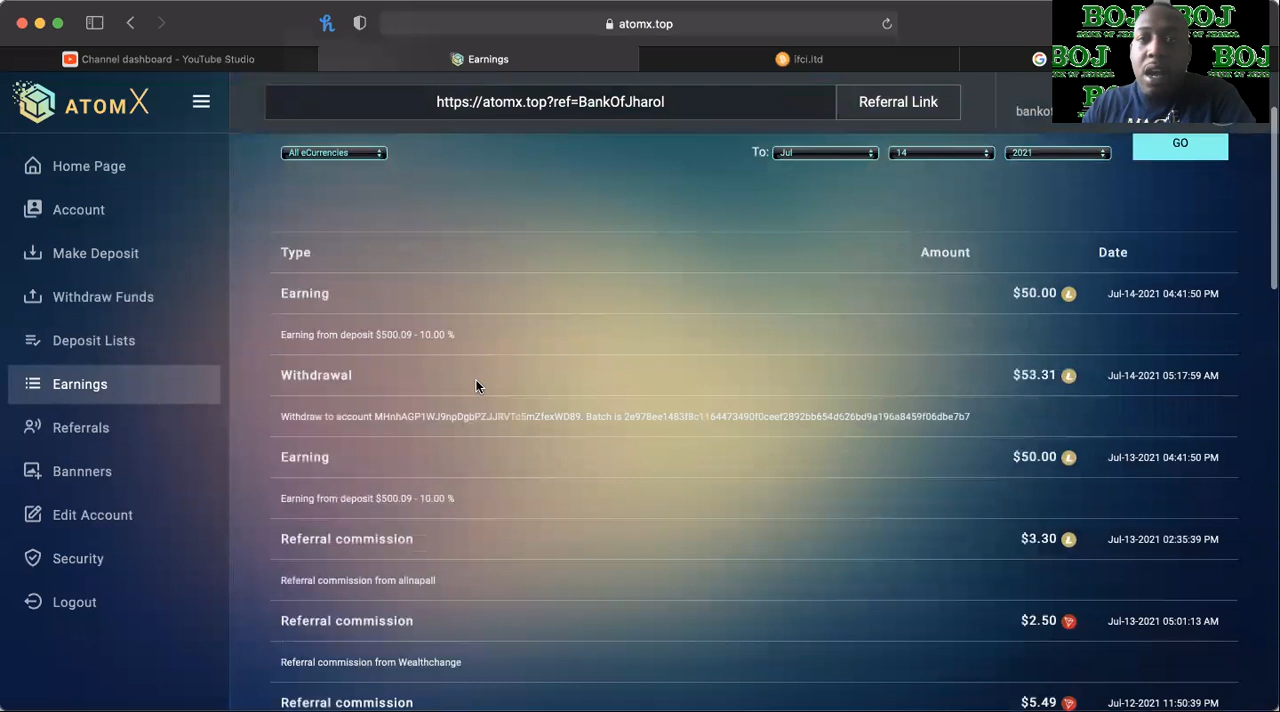 atomx.top
Channel dashboard - YouTube Studio
Earnings
ifci.ltd
BOJ BOJ
BOJ BOJ
ATOMX
https://atomx.top?ref=BankOfJharol
Referral Link
bankof
All eCurrencies
To: Jul 14 2021
GO
Home Page
Account
Make Deposit
Withdraw Funds
Deposit Lists
Earnings
Referrals
Bannners
Edit Account
Security
Logout
Type Amount Date
Earning $50.00 Jul-14-2021 04:41:50 PM
Earning from deposit $500.09 - 10.00 %
Withdrawal $53.31 Jul-14-2021 05:17:59 AM
Withdraw to account Batch is
Earning $50.00 Jul-13-2021 04:41:50 PM
Earning from deposit $500.09 - 10.00 %
Referral commission $3.30 Jul-13-2021 02:35:39 PM
Referral commission from alinapall
Referral commission $2.50 Jul-13-2021 05:01:13 AM
Referral commission from Wealthchange
Referral commission $5.49 Jul-12-2021 11:50:39 PM